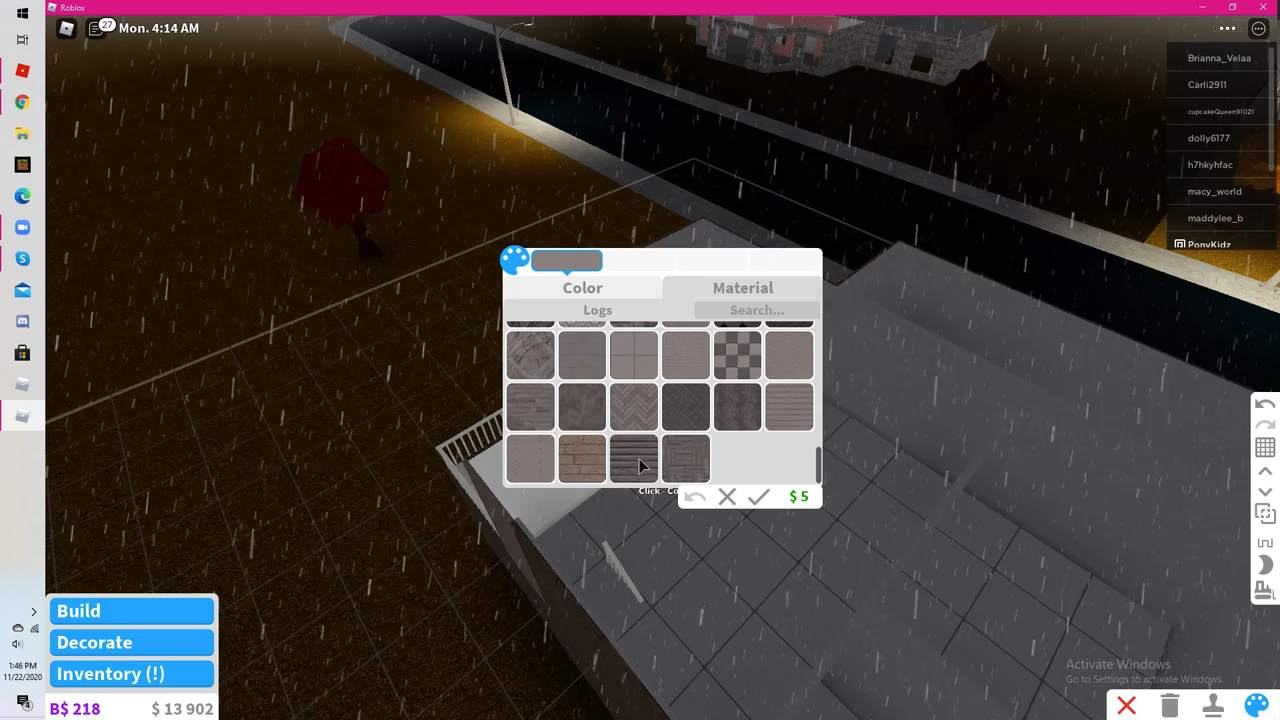 Roblox
27
Mon. 4:14 AM
Brianna_Velaa
Carli2911
cupcakeQueen91021
dolly6177
h7hkyhfac
macy_world
maddylee_b
PonyKidz
Color
Material
Logs
Search...
Click - Co
$ 5
Build
Decorate
Inventory (!)
B$ 218
$ 13 902
1:46 PM
11/22/2020
4
Activate Windows
Go to Settings to activate Windows.